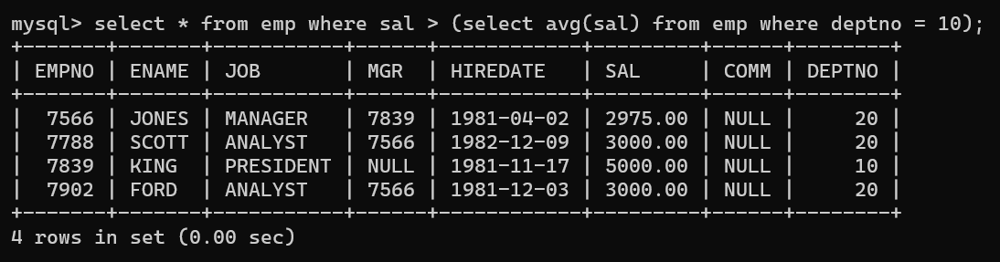 mysql> select * from emp where sal > (select avg(sal) from emp where deptno = 10);
+-------+-------+-----------+------+------------+---------+------+--------+
| EMPNO | ENAME | JOB       | MGR  | HIREDATE   | SAL     | COMM | DEPTNO |
+-------+-------+-----------+------+------------+---------+------+--------+
|  7566 | JONES | MANAGER   | 7839 | 1981-04-02 | 2975.00 | NULL |     20 |
|  7788 | SCOTT | ANALYST   | 7566 | 1982-12-09 | 3000.00 | NULL |     20 |
|  7839 | KING  | PRESIDENT | NULL | 1981-11-17 | 5000.00 | NULL |     10 |
|  7902 | FORD  | ANALYST   | 7566 | 1981-12-03 | 3000.00 | NULL |     20 |
+-------+-------+-----------+------+------------+---------+------+--------+
4 rows in set (0.00 sec)